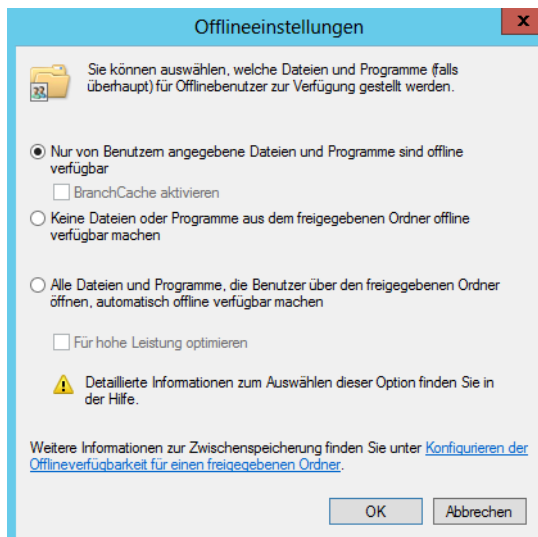 Offlineeinstellungen
x
Sie können auswählen, welche Dateien und Programme (falls
überhaupt) für Offlinebenutzer zur Verfügung gestellt werden.
Nur von Benutzern angegebene Dateien und Programme sind offline
verfügbar
BranchCache aktivieren
Keine Dateien oder Programme aus dem freigegebenen Ordner offline
verfügbar machen
Alle Dateien und Programme, die Benutzer über den freigegebenen Ordner
öffnen, automatisch offline verfügbar machen
Für hohe Leistung optimieren
Detaillierte Informationen zum Auswählen dieser Option finden Sie in
der Hilfe.
Weitere Informationen zur Zwischenspeicherung finden Sie unter Konfigurieren der
Offlineverfügbarkeit für einen freigegebenen Ordner.
OK Abbrechen